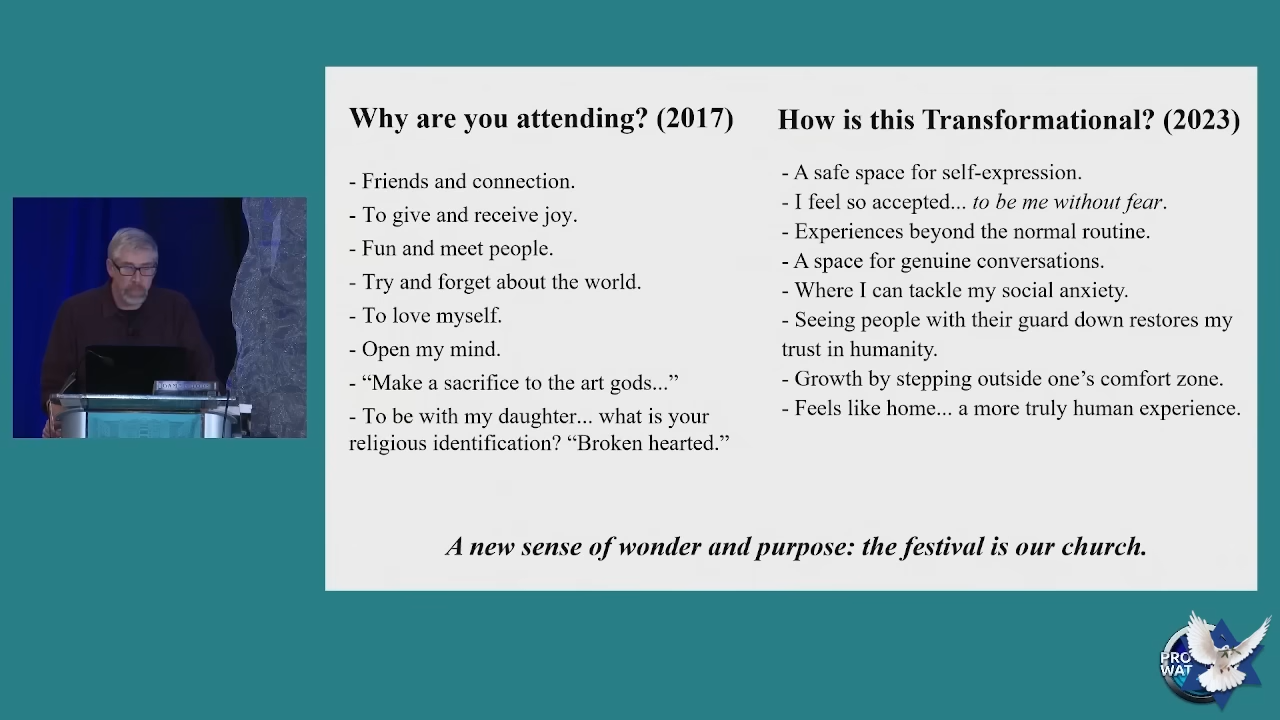 Why are you attending? (2017)
- Friends and connection.
- To give and receive joy.
- Fun and meet people.
- Try and forget about the world.
- To love myself.
- Open my mind.
- “Make a sacrifice to the art gods...”
- To be with my daughter... what is your
religious identification? “Broken hearted.”
How is this Transformational? (2023)
- A safe space for self-expression.
- I feel so accepted... to be me without fear.
- Experiences beyond the normal routine.
- A space for genuine conversations.
- Where I can tackle my social anxiety.
- Seeing people with their guard down restores my
trust in humanity.
- Growth by stepping outside one’s comfort zone.
- Feels like home... a more truly human experience.
A new sense of wonder and purpose: the festival is our church.
PRO
WAT